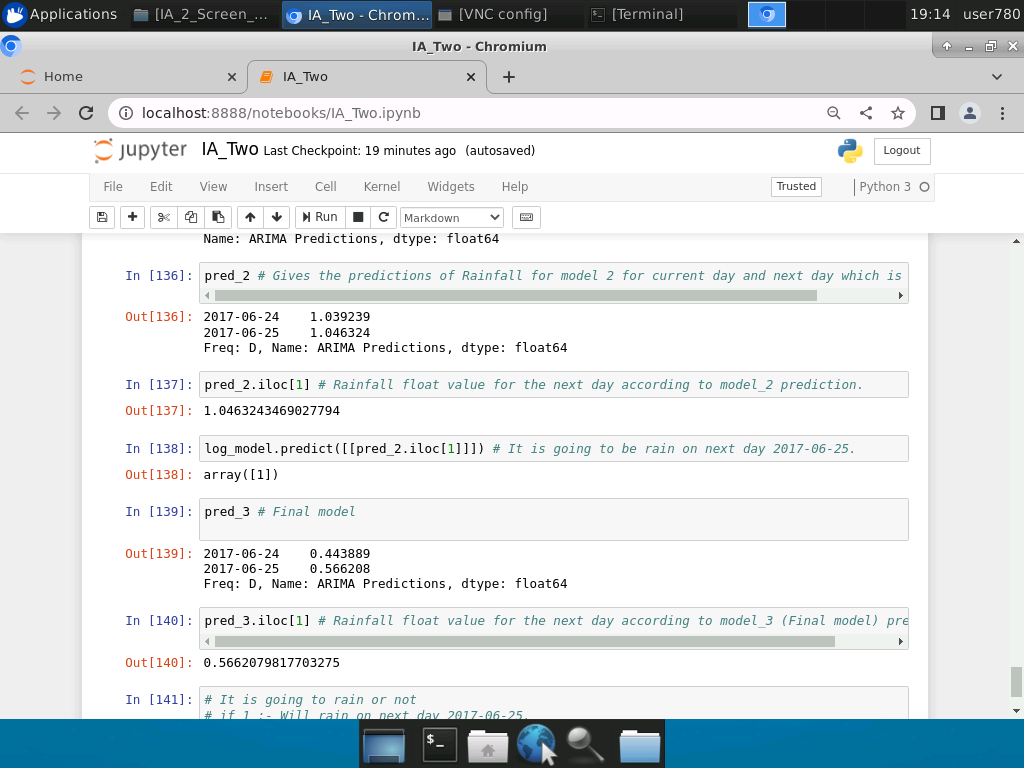 Applications
[IA_2_Screen_...
IA_Two - Chrom...
[VNC config]
[Terminal]
19:14
user780
IA_Two - Chromium
Home
IA_Two
localhost:8888/notebooks/IA_Two.ipynb
jupyter
IA_Two
Last Checkpoint: 19 minutes ago
(autosaved)
Logout
File
Edit
View
Insert
Cell
Kernel
Widgets
Help
Trusted
Python 3
Run
Markdown
Name: ARIMA Predictions, dtype: float64
In [136]:
pred_2 # Gives the predictions of Rainfall for model 2 for current day and next day which is
Out[136]:
2017-06-24    1.039239
2017-06-25    1.046324
Freq: D, Name: ARIMA Predictions, dtype: float64
In [137]:
pred_2.iloc[1] # Rainfall float value for the next day according to model_2 prediction.
Out[137]:
1.0463243469027794
In [138]:
log_model.predict([[pred_2.iloc[1]]]) # It is going to be rain on next day 2017-06-25.
Out[138]:
array([1])
In [139]:
pred_3 # Final model
Out[139]:
2017-06-24    0.443889
2017-06-25    0.566208
Freq: D, Name: ARIMA Predictions, dtype: float64
In [140]:
pred_3.iloc[1] # Rainfall float value for the next day according to model_3 (Final model) pre
Out[140]:
0.5662079817703275
In [141]:
# It is going to rain or not
# if 1 :- Will rain on next day 2017-06-25.
$_